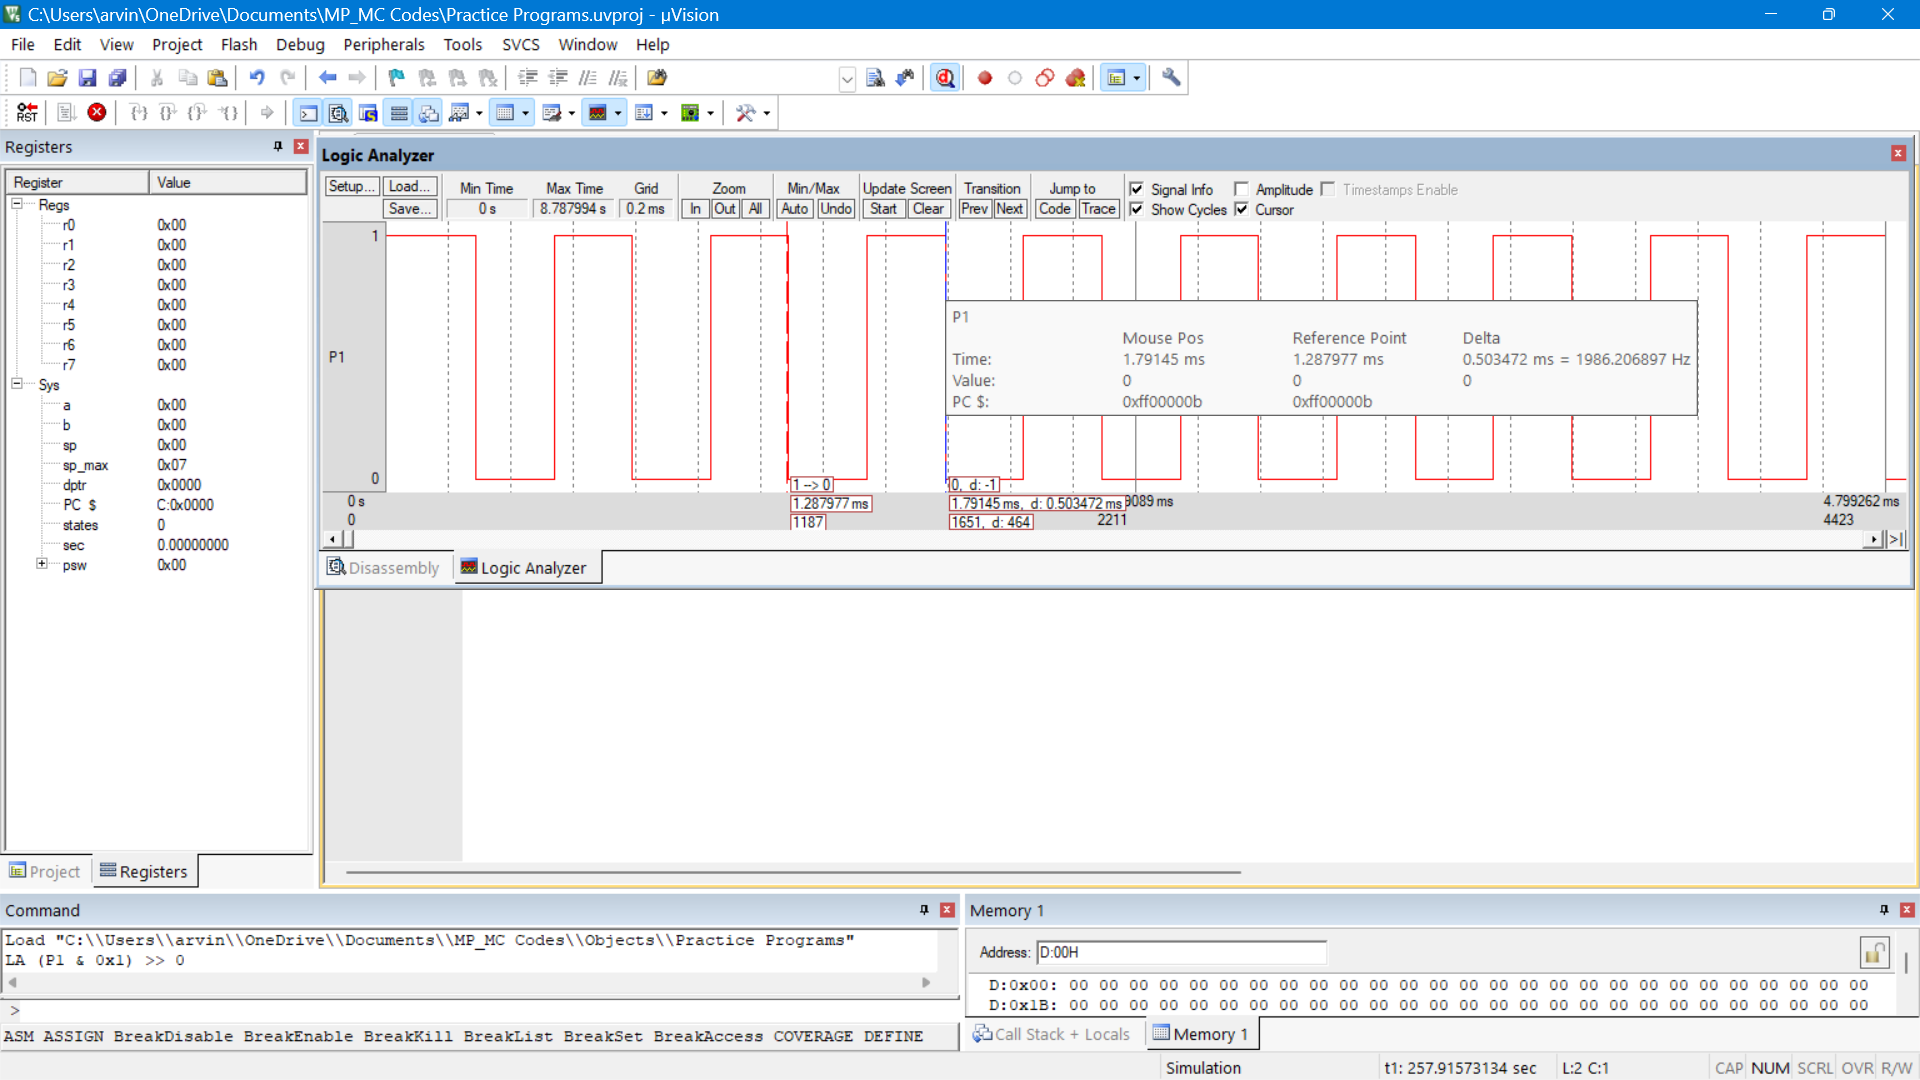 C:\Users\arvin\OneDrive\Documents\MP_MC Codes\Practice Programs.uvproj - µVision
File Edit View Project Flash Debug Peripherals Tools SVCS Window Help
RST
Registers
Register Value
Regs
r0 0x00
r1 0x00
r2 0x00
r3 0x00
r4 0x00
r5 0x00
r6 0x00
r7 0x00
Sys
a 0x00
b 0x00
sp 0x00
sp_max 0x07
dptr 0x0000
PC $ C:0x0000
states 0
sec 0.00000000
psw 0x00
Project Registers
Logic Analyzer
Setup... Load... Min Time Max Time Grid Zoom Min/Max Update Screen Transition Jump to Signal Info Amplitude Timestamps Enable
Save... 0 s 8.787994 s 0.2 ms In Out All Auto Undo Start Clear Prev Next Code Trace Show Cycles Cursor
1
P1
0
P1
Mouse Pos Reference Point Delta
Time: 1.79145 ms 1.287977 ms 0.503472 ms = 1986.206897 Hz
Value: 0 0 0
PC $: 0xff00000b 0xff00000b
1 --> 0 0, d: -1
0 s 1.287977 ms 1.79145 ms, d: 0.503472 ms 9089 ms 4.799262 ms
0 1187 1651, d: 464 2211 4423
Disassembly Logic Analyzer
Command
Load "C:\\Users\\arvin\\OneDrive\\Documents\\MP_MC Codes\\Objects\\Practice Programs"
LA (P1 & 0x1) >> 0
>
ASM ASSIGN BreakDisable BreakEnable BreakKill BreakList BreakSet BreakAccess COVERAGE DEFINE
Memory 1
Address: D:00H
D:0x00: 00 00 00 00 00 00 00 00 00 00 00 00 00 00 00 00 00 00 00 00 00 00 00 00 00 00 00
D:0x1B: 00 00 00 00 00 00 00 00 00 00 00 00 00 00 00 00 00 00 00 00 00 00 00 00 00 00 00
Call Stack + Locals Memory 1
Simulation t1: 257.91573134 sec L:2 C:1 CAP NUM SCRL OVR R/W